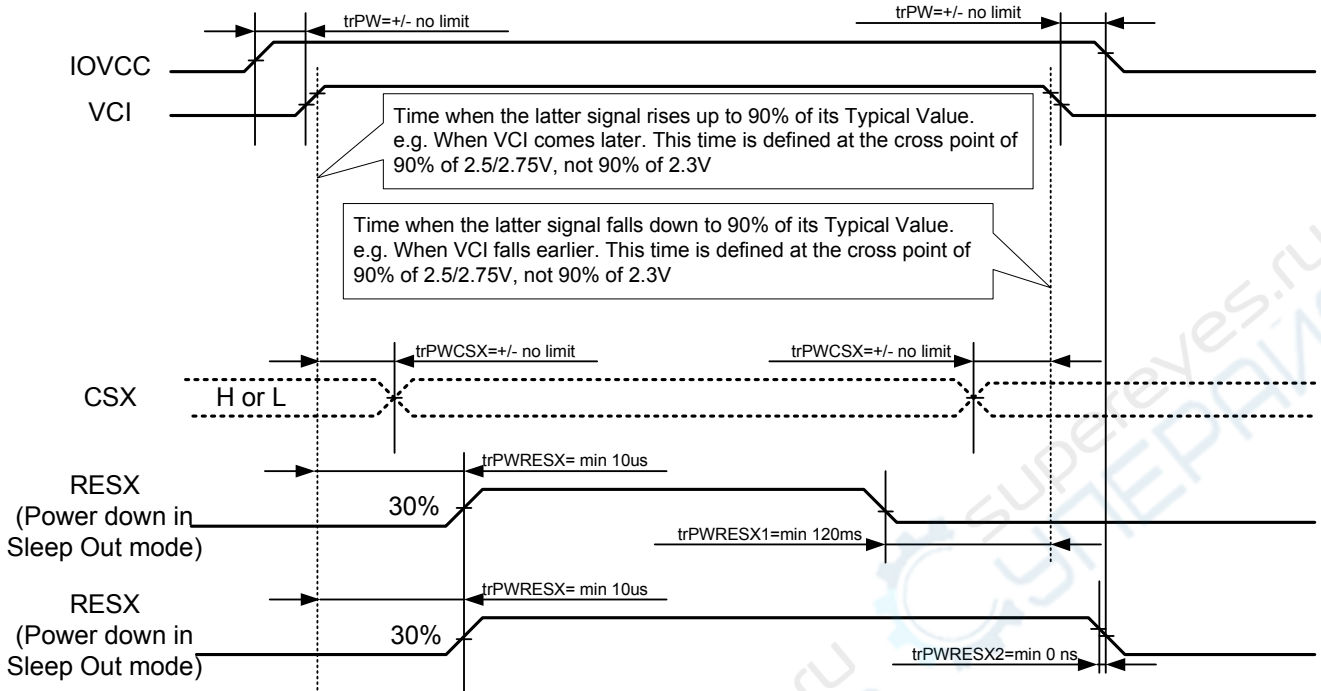 trPW=+/- no limit
trPW=+/- no limit
IOVCC
VCI
Time when the latter signal rises up to 90% of its Typical Value.
e.g. When VCI comes later. This time is defined at the cross point of
90% of 2.5/2.75V, not 90% of 2.3V
Time when the latter signal falls down to 90% of its Typical Value.
e.g. When VCI falls earlier. This time is defined at the cross point of
90% of 2.5/2.75V, not 90% of 2.3V
trPWCSX=+/- no limit
trPWCSX=+/- no limit
CSX
H or L
trPWRESX= min 10us
RESX
(Power down in
Sleep Out mode)
30%
trPWRESX1=min 120ms
trPWRESX= min 10us
RESX
(Power down in
Sleep Out mode)
30%
trPWRESX2=min 0 ns